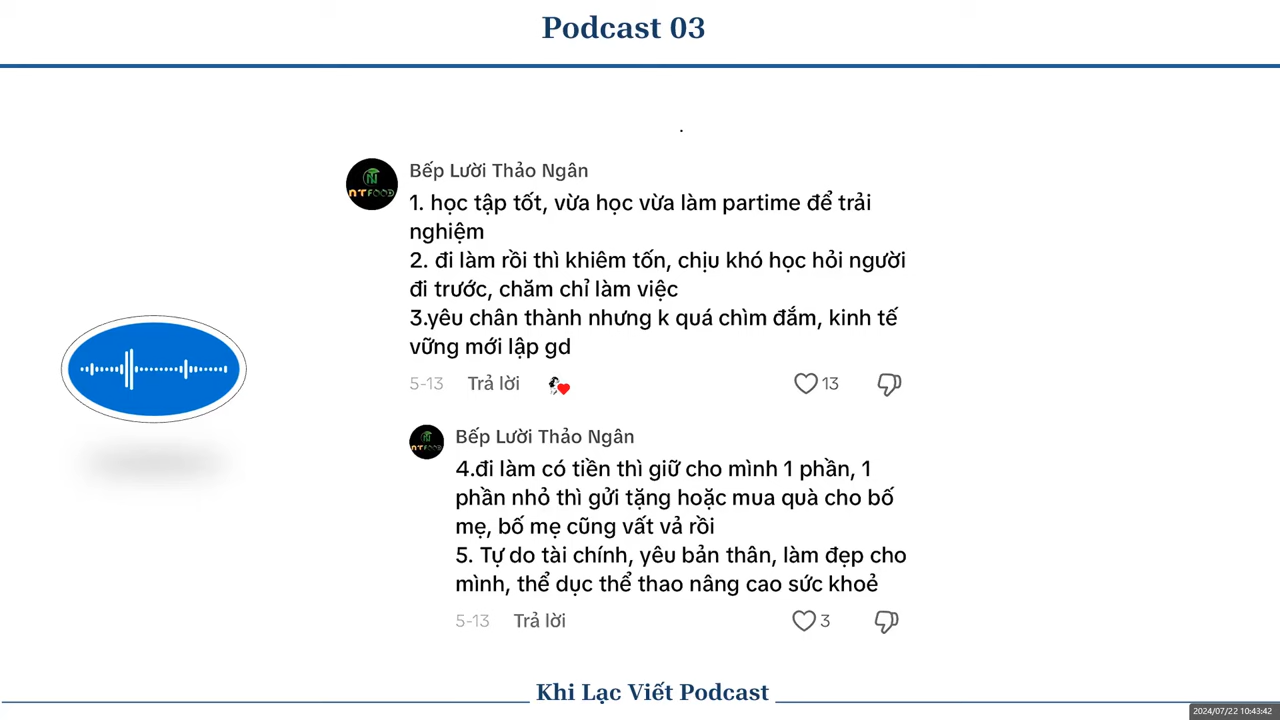 Podcast 03
.
Bếp Lười Thảo Ngân
1. học tập tốt, vừa học vừa làm partime để trải
nghiệm
2. đi làm rồi thì khiêm tốn, chịu khó học hỏi người
đi trước, chăm chỉ làm việc
3.yêu chân thành nhưng k quá chìm đắm, kinh tế
vững mới lập gd
5-13 Trả lời 13
Bếp Lười Thảo Ngân
4.đi làm có tiền thì giữ cho mình 1 phần, 1
phần nhỏ thì gửi tặng hoặc mua quà cho bố
mẹ, bố mẹ cũng vất vả rồi
5. Tự do tài chính, yêu bản thân, làm đẹp cho
mình, thể dục thể thao nâng cao sức khoẻ
5-13 Trả lời 3
Khi Lạc Viết Podcast
2024/07/22 10:43:42
NT FOOD